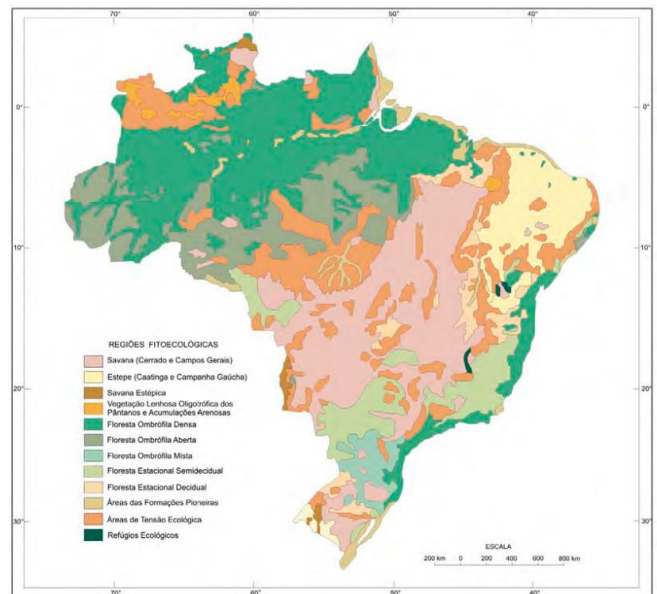 70° 60° 50° 40°
0° 0°
10° 10°
20° 20°
30° 30°
REGIÕES FITOECOLÓGICAS
Savana (Cerrado e Campos Gerais)
Estepe (Caatinga e Campanha Gaúcha)
Savana Estépica
Vegetação Lenhosa Oligotrófica dos
Pântanos e Acumulações Arenosas
Floresta Ombrófila Densa
Floresta Ombrófila Aberta
Floresta Ombrófila Mista
Floresta Estacional Semidecidual
Floresta Estacional Decidual
Áreas das Formações Pioneiras
Áreas de Tensão Ecológica
Refúgios Ecológicos
ESCALA
200 km 0 200 400 600 800 km
70° 60° 50° 40°